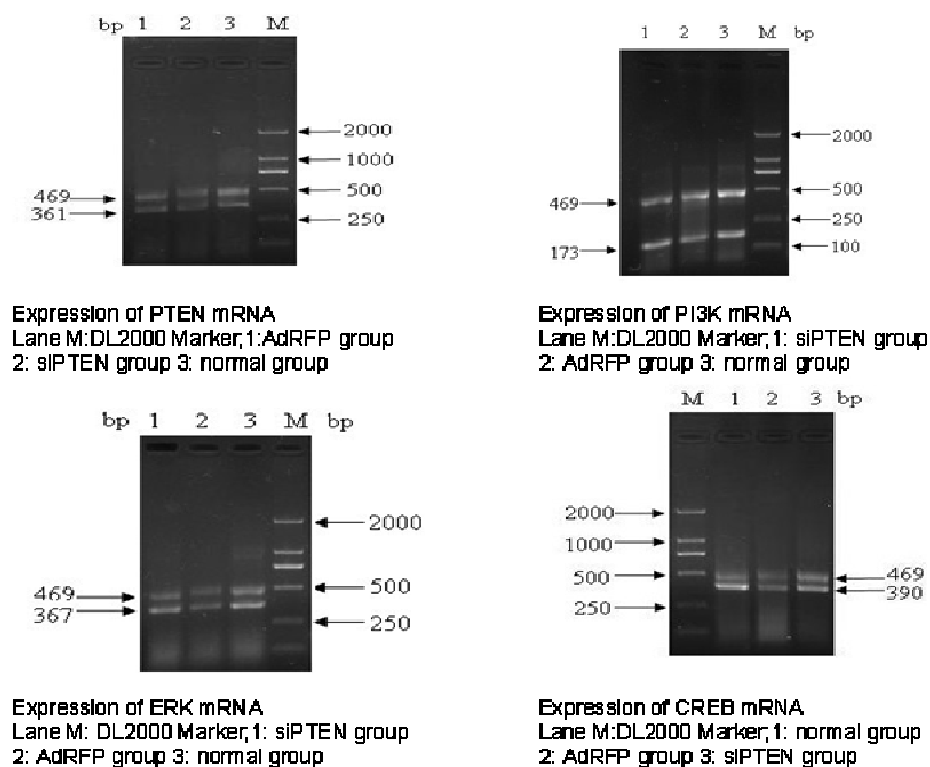 bp 1 2 3 M
2000
1000
500
250
469
361
Expression of PTEN mRNA
Lane M:DL2000 Marker;1:AdRFP group
2: siPTEN group 3: normal group
1 2 3 M bp
2000
500
250
100
469
173
Expression of PI3K mRNA
Lane M:DL2000 Marker;1: siPTEN group
2: AdRFP group 3: normal group
bp 1 2 3 M bp
2000
500
250
469
367
Expression of ERK mRNA
Lane M: DL2000 Marker;1: siPTEN group
2: AdRFP group 3: normal group
M 1 2 3 bp
2000
1000
500
250
469
390
Expression of CREB mRNA
Lane M:DL2000 Marker;1: normal group
2: AdRFP group 3: siPTEN group